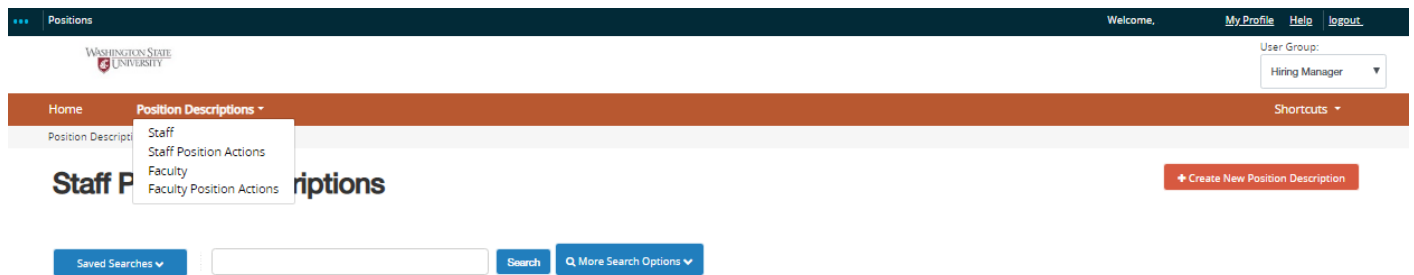 Positions Welcome, My Profile Help logout
WASHINGTON STATE
UNIVERSITY
User Group:
Hiring Manager
Home Position Descriptions Shortcuts
Position Descripti
Staff
Staff Position Actions
Faculty
Faculty Position Actions
Staff P riptions
+ Create New Position Description
Saved Searches Search More Search Options